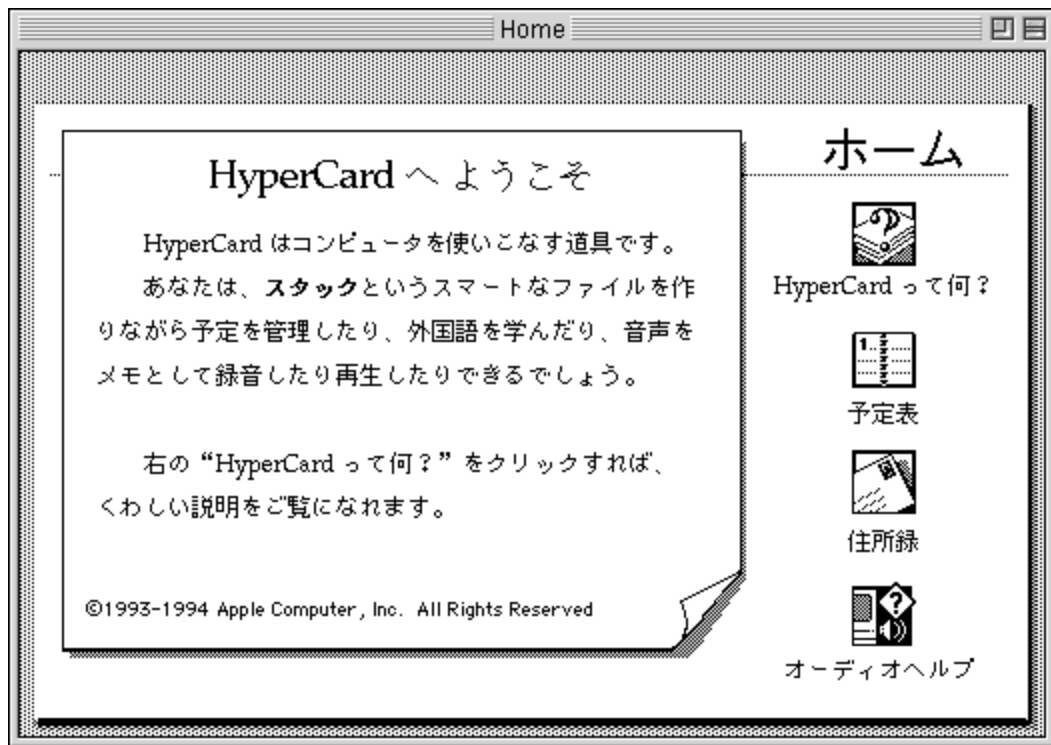 Home
HyperCard へ ようこそ
HyperCard はコンピュータを使いこなす道具です。
あなたは、スタックというスマートなファイルを作
りながら予定を管理したり、外国語を学んだり、音声を
メモとして録音したり再生したりできるでしょう。
右の“HyperCard って何？”をクリックすれば、
くわしい説明をご覧になれます。
©1993-1994 Apple Computer, Inc. All Rights Reserved
ホーム
HyperCard って何？
1
予定表
住所録
?
オーディオヘルプ